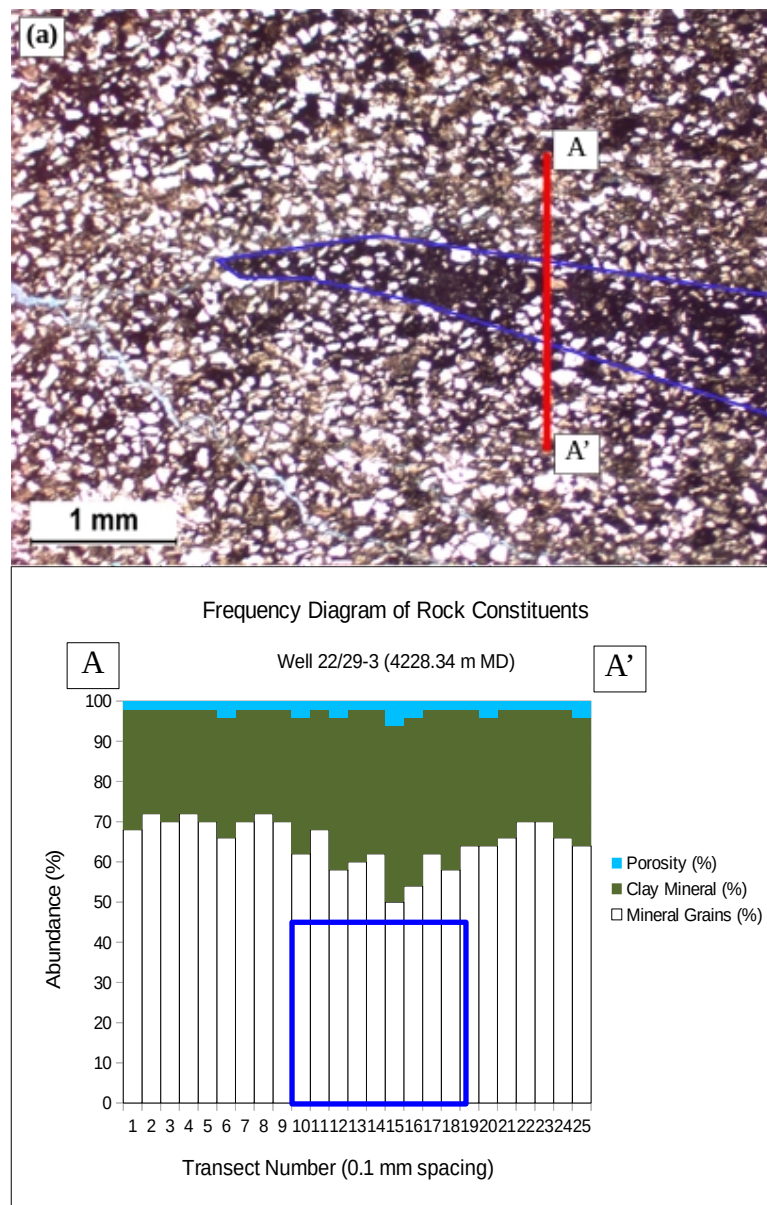 (a)
A
A'
1 mm
Frequency Diagram of Rock Constituents
A
Well 22/29-3 (4228.34 m MD)
A’
100
90
80
70
60
50
40
30
20
10
0
Abundance (%)
Porosity (%)
Clay Mineral (%)
Mineral Grains (%)
1 2 3 4 5 6 7 8 9 10 11 12 13 14 15 16 17 18 19 20 21 22 23 24 25
Transect Number (0.1 mm spacing)